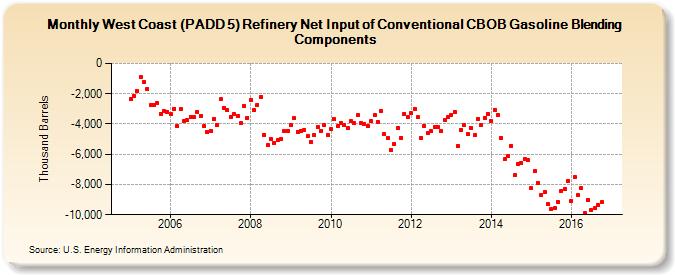 Monthly West Coast (PADD 5) Refinery Net Input of Conventional CBOB Gasoline Blending
Components
Thousand Barrels
0
-2,000
-4,000
-6,000
-8,000
-10,000
2006 2008 2010 2012 2014 2016
Source: U.S. Energy Information Administration